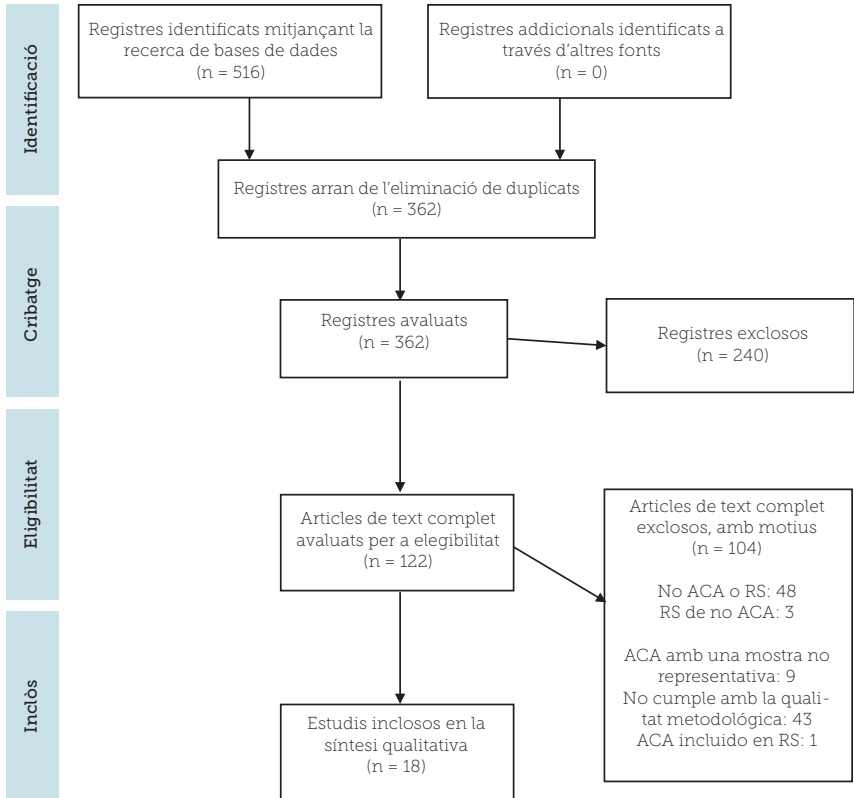 Identificació
Registres identificats mitjançant la
recerca de bases de dades
(n = 516)
Registres addicionals identificats a
través d'altres fonts
(n = 0)
Registres arran de l'eliminació de duplicats
(n = 362)
Cribatge
Registres avaluats
(n = 362)
Registres exclosos
(n = 240)
Eligibilitat
Articles de text complet
avaluats per a elegibilitat
(n = 122)
Articles de text complet
exclosos, amb motius
(n = 104)
No ACA o RS: 48
RS de no ACA: 3
ACA amb una mostra no
representativa: 9
No cumple amb la quali-
tat metodológica: 43
ACA incluido en RS: 1
Inclòs
Estudis inclosos en la
síntesi qualitativa
(n = 18)